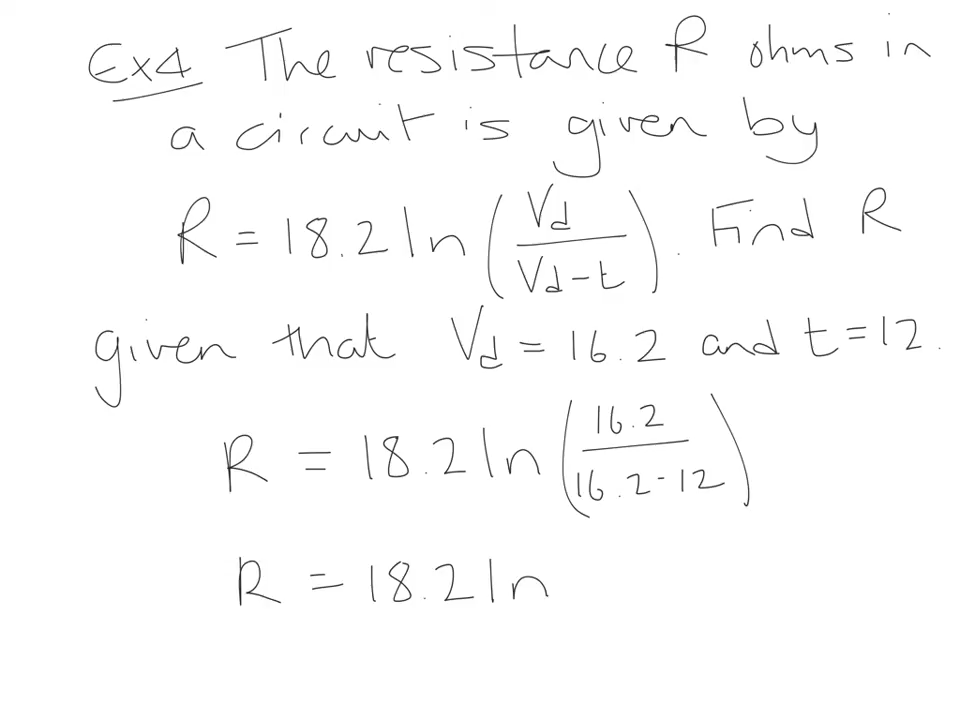 Ex4 The resistance R ohms in
a circuit is given by
R = 18.2 ln (Vd / (Vd - t)). Find R
given that Vd = 16.2 and t = 12.
R = 18.2 ln (16.2 / (16.2 - 12))
R = 18.2 ln